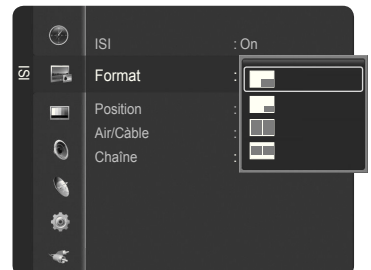 ISI
ISI : On
Format :
Position :
Air/Càble :
Chaîne :